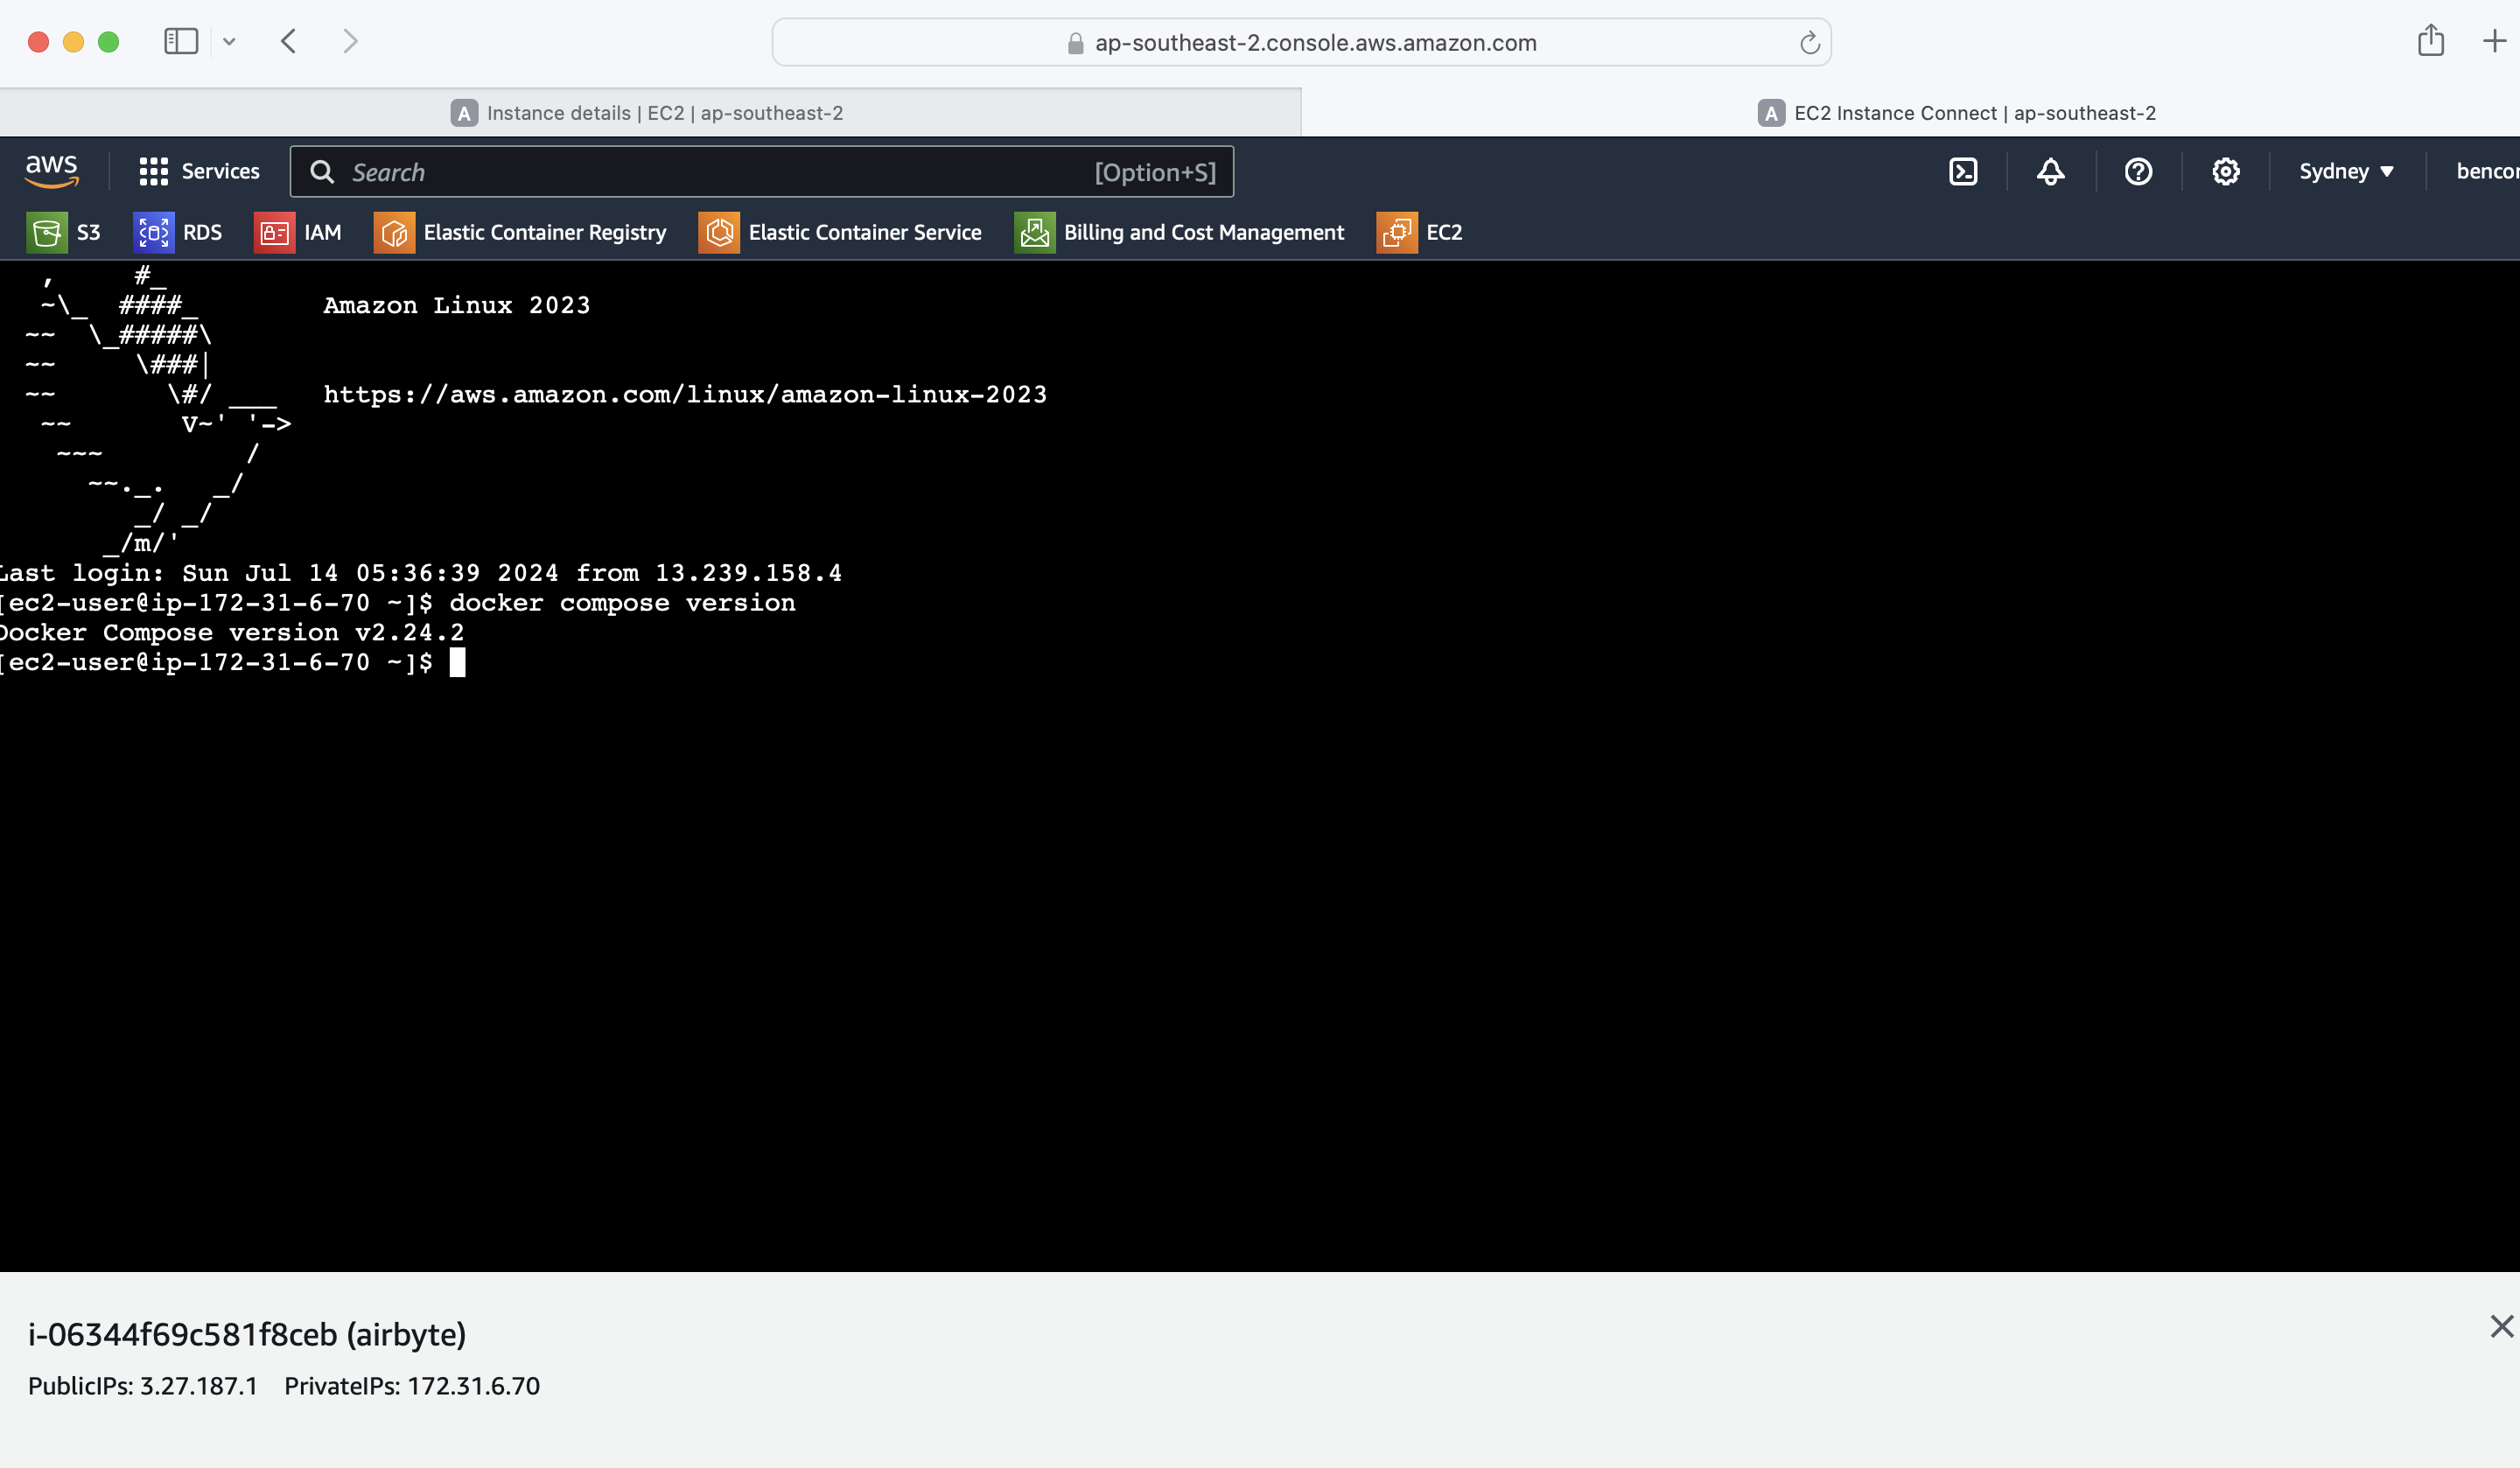 ap-southeast-2.console.aws.amazon.com
A Instance details | EC2 | ap-southeast-2
A EC2 Instance Connect | ap-southeast-2
aws Services Search [Option+S] Sydney
S3 RDS IAM Elastic Container Registry Elastic Container Service Billing and Cost Management EC2
   ,     #_
   ~\_  ####_        Amazon Linux 2023
  ~~  \_#####\
  ~~     \###|
  ~~       \#/ ___   https://aws.amazon.com/linux/amazon-linux-2023
   ~~       V~' '->
    ~~~         /
      ~~._.   _/
         _/ _/
       _/m/'
Last login: Sun Jul 14 05:36:39 2024 from 13.239.158.4
[ec2-user@ip-172-31-6-70 ~]$ docker compose version
Docker Compose version v2.24.2
[ec2-user@ip-172-31-6-70 ~]$
i-06344f69c581f8ceb (airbyte)
PublicIPs: 3.27.187.1 PrivateIPs: 172.31.6.70